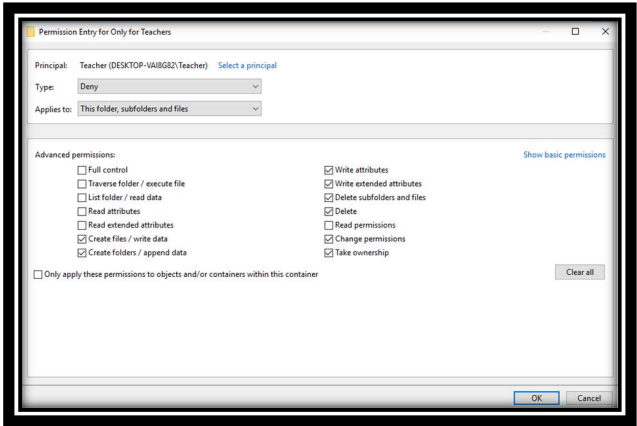 Permission Entry for Only for Teachers
Principal: Teacher (DESKTOP-VAI8G82\Teacher) Select a principal
Type: Deny
Applies to: This folder, subfolders and files
Advanced permissions: Show basic permissions
Full control Write attributes
Traverse folder / execute file Write extended attributes
List folder / read data Delete subfolders and files
Read attributes Delete
Read extended attributes Read permissions
Create files / write data Change permissions
Create folders / append data Take ownership
Only apply these permissions to objects and/or containers within this container Clear all
OK Cancel